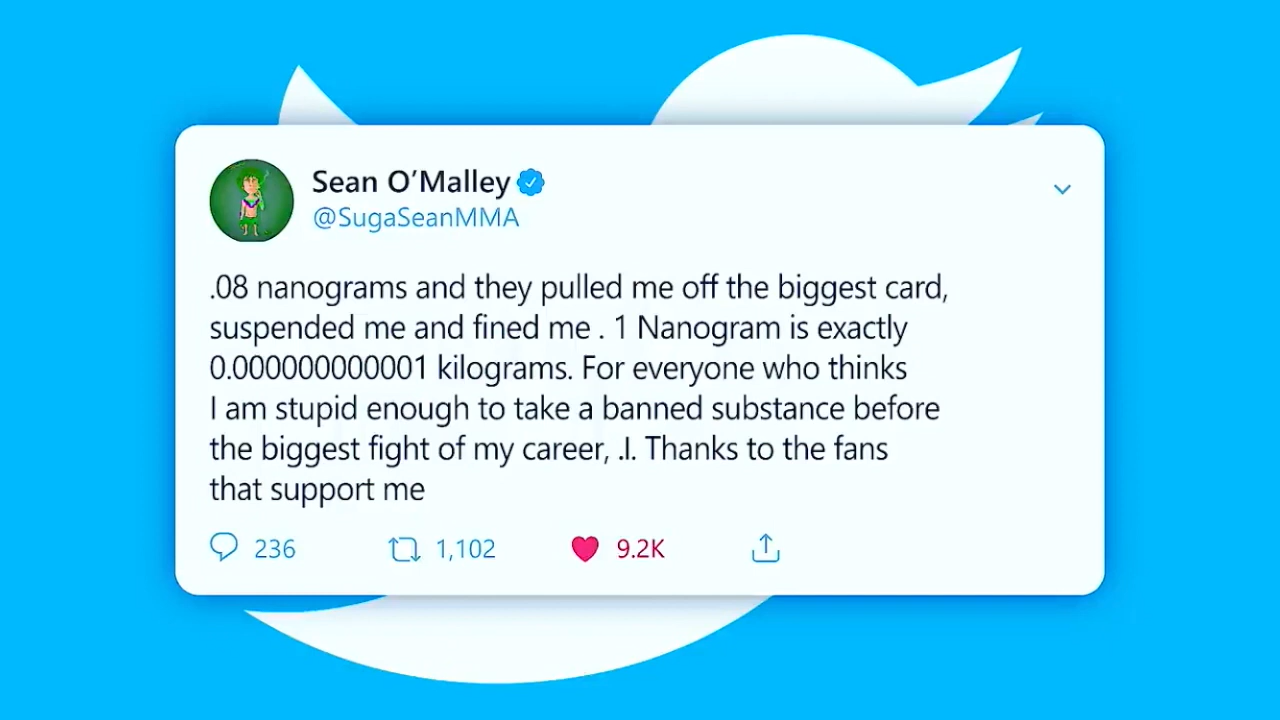 Sean O’Malley
@SugaSeanMMA
.08 nanograms and they pulled me off the biggest card,
suspended me and fined me . 1 Nanogram is exactly
0.000000000001 kilograms. For everyone who thinks
I am stupid enough to take a banned substance before
the biggest fight of my career, .I. Thanks to the fans
that support me
236 1,102 9.2K